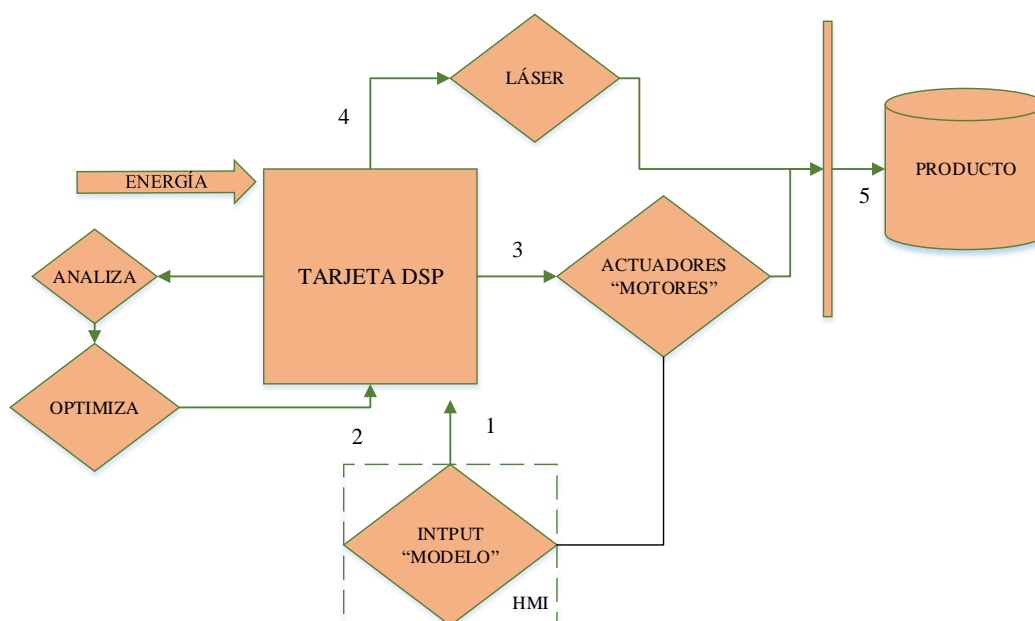 LÁSER
4
PRODUCTO
ENERGÍA
5
3
ACTUADORES
“MOTORES”
ANALIZA
TARJETA DSP
OPTIMIZA
2
1
INTPUT
“MODELO”
HMI